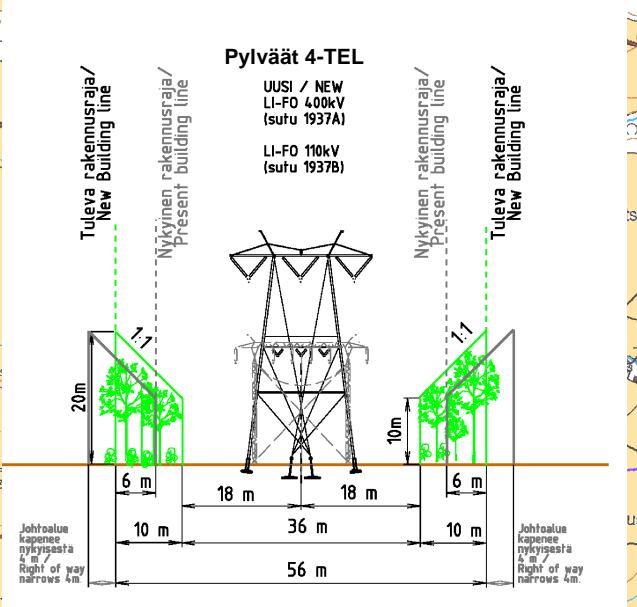 Pylväät 4-TEL
UUSI / NEW
LI-FO 400kV
(sutu 1937A)
LI-FO 110kV
(sutu 1937B)
Tuleva rakennusraja/
New Building line
Nykyinen rakennusraja/
Present building line
Nykyinen rakennusraja/
Present building line
Tuleva rakennusraja/
New Building line
1:1
1:1
20m
10m
6 m
6 m
18 m
18 m
10 m
36 m
10 m
56 m
Johtoalue
kapenee
nykyisestä
4 m /
Right of way
narrows 4m.
Johtoalue
kapenee
nykyisestä
4 m /
Right of way
narrows 4m.